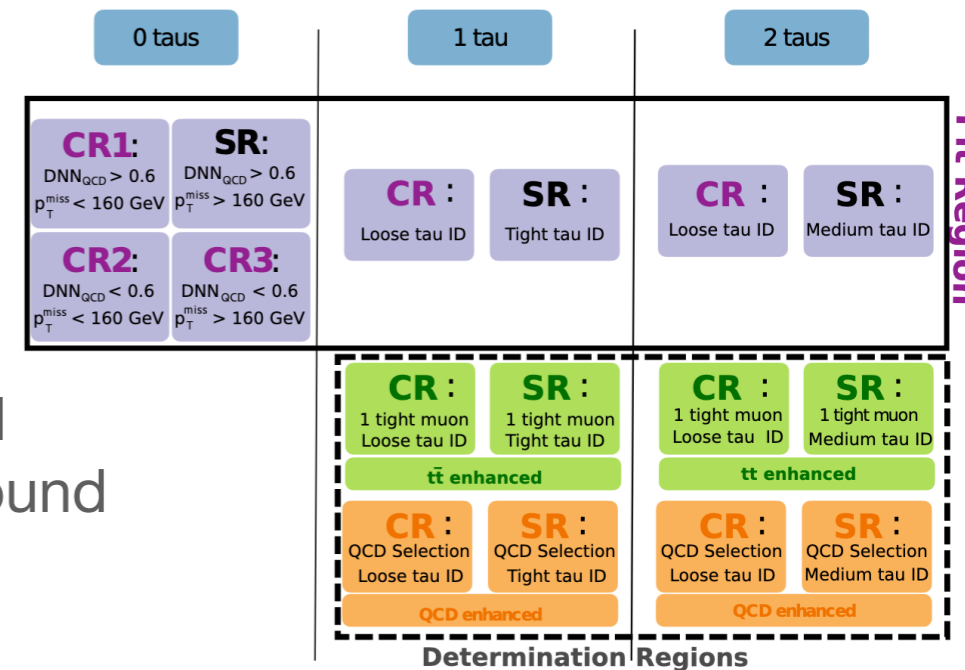 0 taus
1 tau
2 taus
CR1:
DNN_QCD > 0.6
p_T^miss < 160 GeV
SR:
DNN_QCD > 0.6
p_T^miss > 160 GeV
CR2:
DNN_QCD < 0.6
p_T^miss < 160 GeV
CR3:
DNN_QCD < 0.6
p_T^miss > 160 GeV
CR :
Loose tau ID
SR :
Tight tau ID
CR :
Loose tau ID
SR :
Medium tau ID
Region
CR :
1 tight muon
Loose tau ID
SR :
1 tight muon
Tight tau ID
tt̄ enhanced
CR :
1 tight muon
Loose tau ID
SR :
1 tight muon
Medium tau ID
tt enhanced
CR :
QCD Selection
Loose tau ID
SR :
QCD Selection
Tight tau ID
QCD enhanced
CR :
QCD Selection
Loose tau ID
SR :
QCD Selection
Medium tau ID
QCD enhanced
Determination Regions